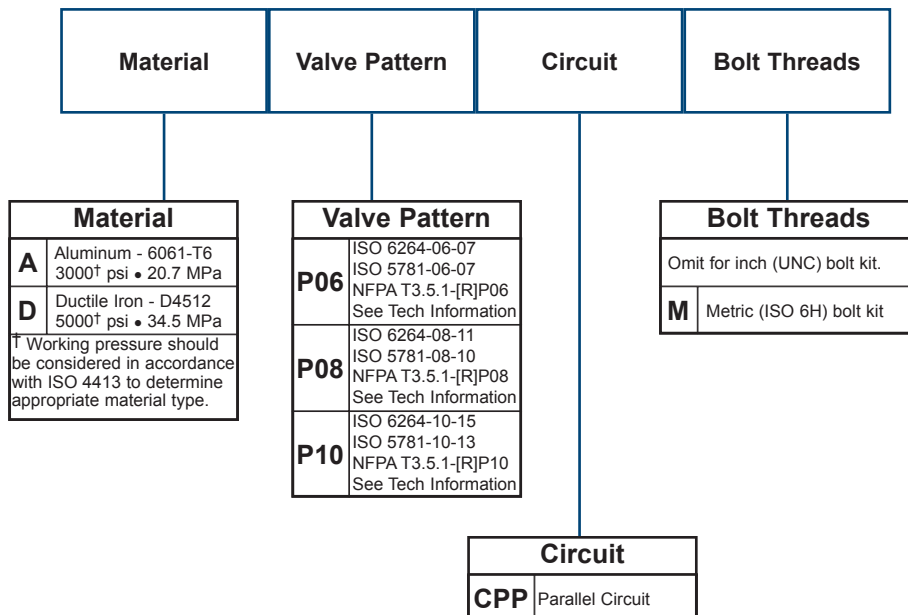 Material
Valve Pattern
Circuit
Bolt Threads
Material
A
Aluminum - 6061-T6
3000† psi • 20.7 MPa
D
Ductile Iron - D4512
5000† psi • 34.5 MPa
† Working pressure should
be considered in accordance
with ISO 4413 to determine
appropriate material type.
Valve Pattern
P06
ISO 6264-06-07
ISO 5781-06-07
NFPA T3.5.1-[R]P06
See Tech Information
P08
ISO 6264-08-11
ISO 5781-08-10
NFPA T3.5.1-[R]P08
See Tech Information
P10
ISO 6264-10-15
ISO 5781-10-13
NFPA T3.5.1-[R]P10
See Tech Information
Bolt Threads
Omit for inch (UNC) bolt kit.
M
Metric (ISO 6H) bolt kit
Circuit
CPP
Parallel Circuit